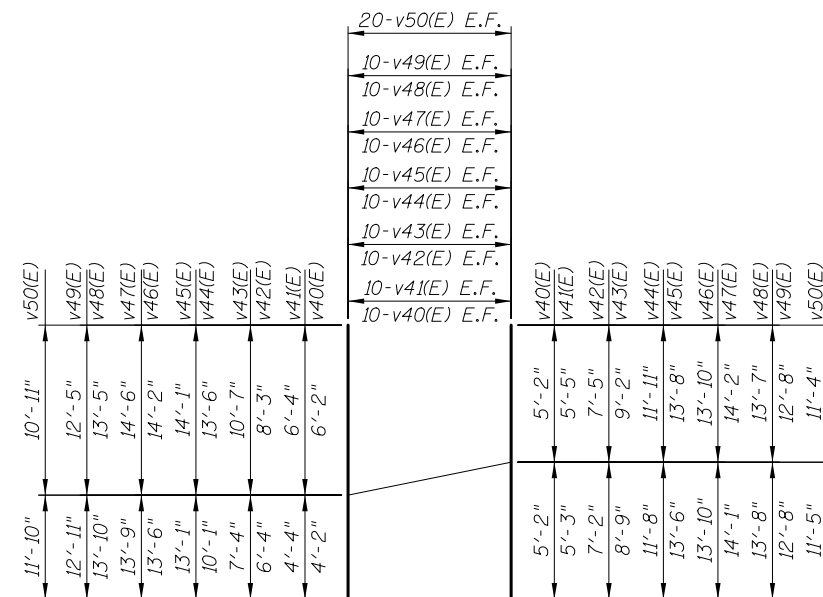 20-v50(E) E.F.
10-v49(E) E.F.
10-v48(E) E.F.
10-v47(E) E.F.
10-v46(E) E.F.
10-v45(E) E.F.
10-v44(E) E.F.
10-v43(E) E.F.
10-v42(E) E.F.
10-v41(E) E.F.
10-v40(E) E.F.
v50(E)
v49(E)
v48(E)
v47(E)
v46(E)
v45(E)
v44(E)
v43(E)
v42(E)
v41(E)
v40(E)
10'-11"
12'-5"
13'-5"
14'-6"
14'-2"
14'-1"
13'-6"
10'-7"
8'-3"
6'-4"
6'-2"
11'-10"
12'-11"
13'-10"
13'-9"
13'-6"
13'-1"
10'-1"
7'-4"
6'-4"
4'-4"
4'-2"
v40(E)
v41(E)
v42(E)
v43(E)
v44(E)
v45(E)
v46(E)
v47(E)
v48(E)
v49(E)
v50(E)
5'-2"
5'-5"
7'-5"
9'-2"
11'-11"
13'-8"
13'-10"
14'-2"
13'-7"
12'-8"
11'-4"
5'-2"
5'-3"
7'-2"
8'-9"
11'-8"
13'-6"
13'-10"
14'-1"
13'-8"
12'-8"
11'-5"